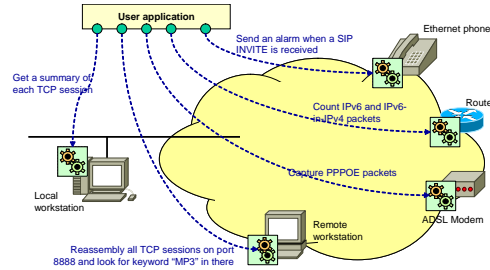 User application
Send an alarm when a SIP
INVITE is received
Ethernet phone
Get a summary of
each TCP session
Count IPv6 and IPv6-
in-IPv4 packets
Route
Capture PPPOE packets
Local
workstation
ADSL Modem
Remote
workstation
Reassembly all TCP sessions on port
8888 and look for keyword “MP3” in there